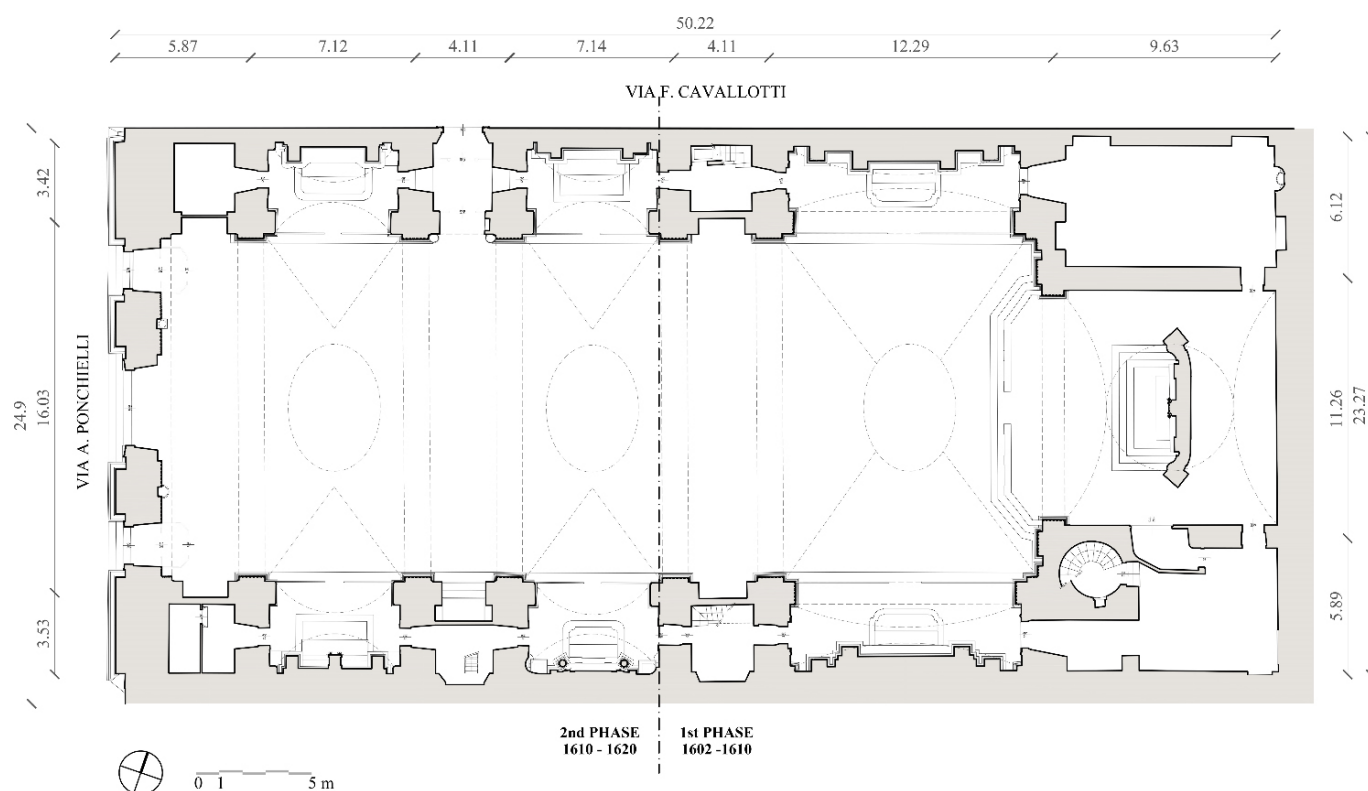 50.22
5.87 7.12 4.11 7.14 4.11 12.29 9.63
VIA F. CAVALLOTTI
3.42
24.9
16.03
3.53
VIA A. PONCHIELLI
6.12
11.26
23.27
5.89
2nd PHASE
1610 - 1620
1st PHASE
1602 -1610
0 1 5 m